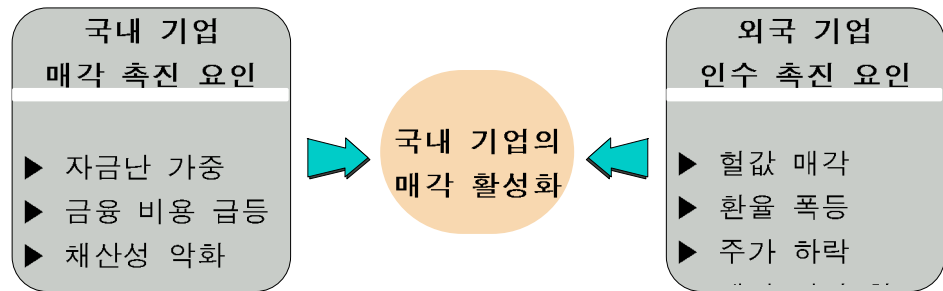 국내 기업
매각 촉진 요인
▶ 자금난 가중
▶ 금융 비용 급등
▶ 채산성 악화
국내 기업의
매각 활성화
외국 기업
인수 촉진 요인
▶ 헐값 매각
▶ 환율 폭등
▶ 주가 하락